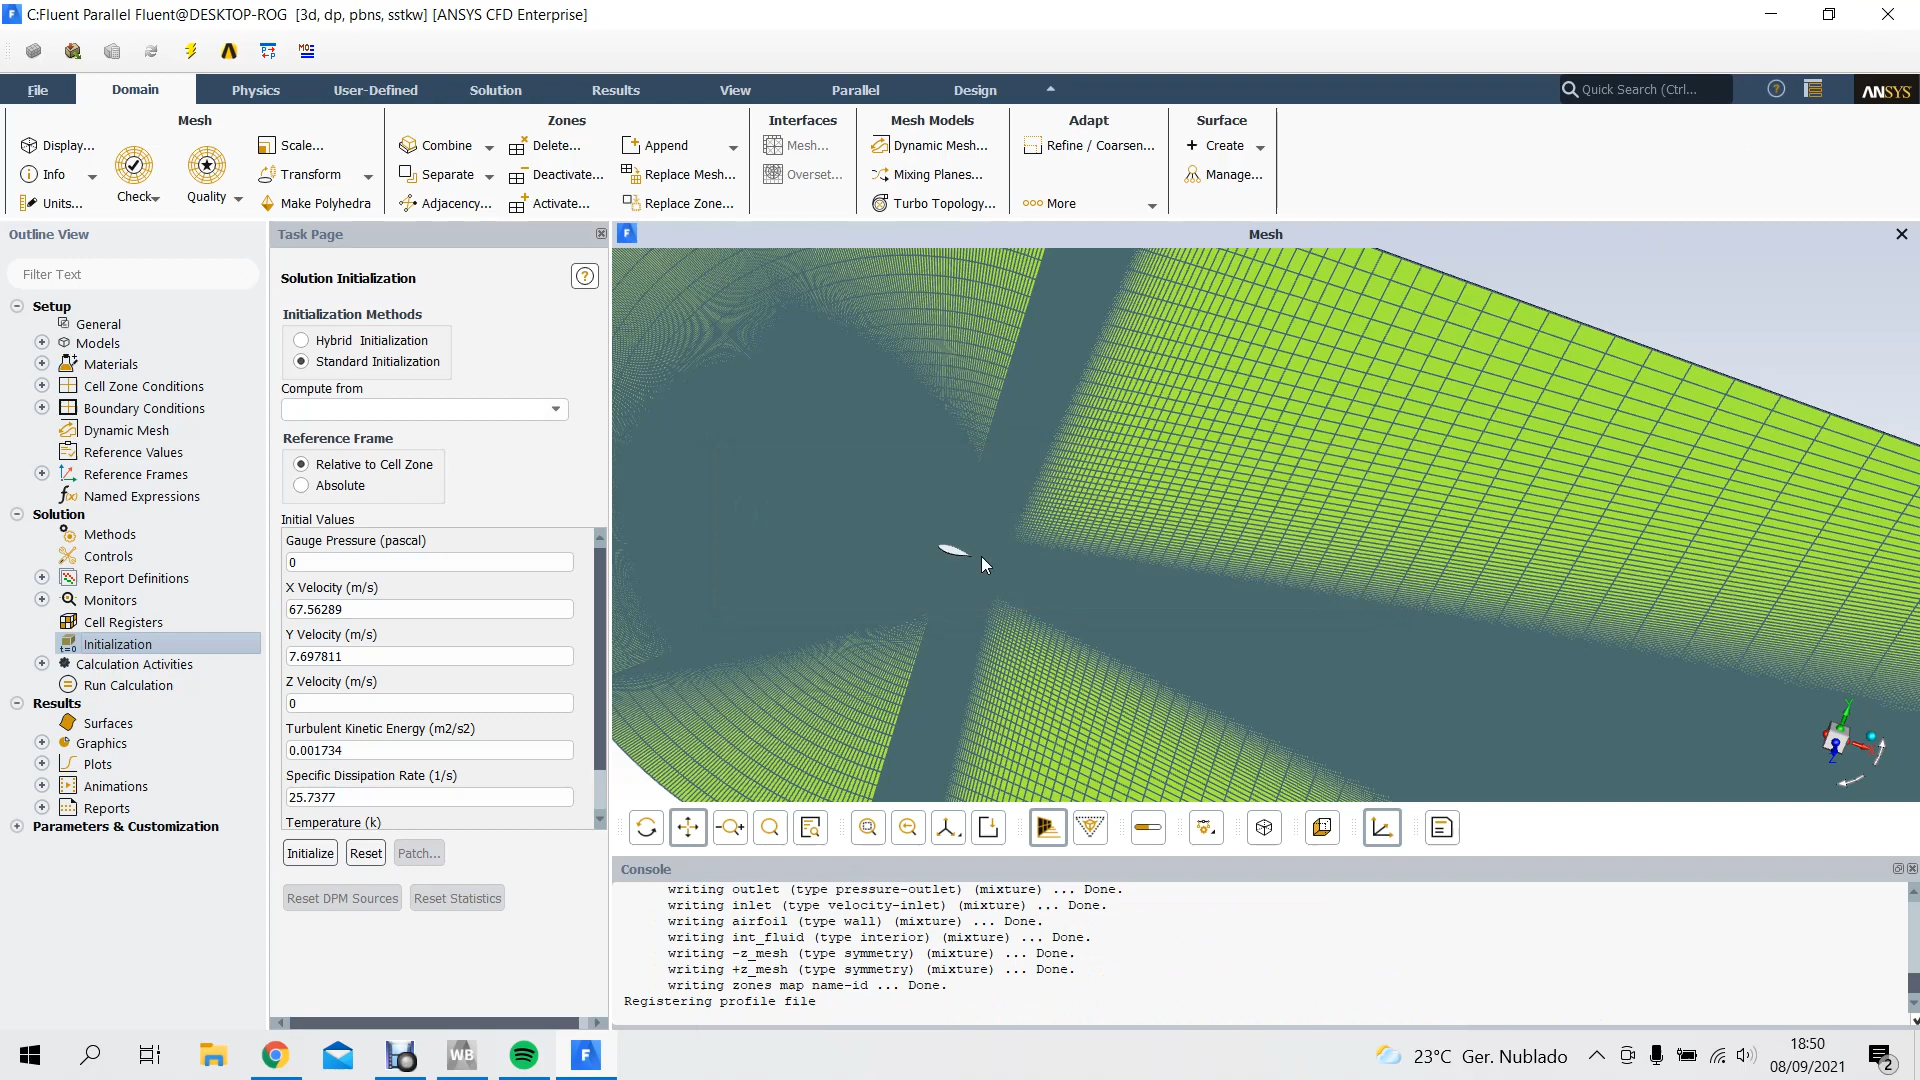 C:Fluent Parallel Fluent@DESKTOP-ROG [3d, dp, pbns, sstkw] [ANSYS CFD Enterprise]
File
Domain
Physics
User-Defined
Solution
Results
View
Parallel
Design
Quick Search (Ctrl...
ANSYS
Mesh
Display...
Info
Units...
Check
Quality
Scale...
Transform
Make Polyhedra
Zones
Combine
Separate
Adjacency...
Delete...
Deactivate...
Activate...
Append
Replace Mesh...
Replace Zone...
Interfaces
Mesh...
Overset...
Mesh Models
Dynamic Mesh...
Mixing Planes...
Turbo Topology...
Adapt
Refine / Coarsen...
More
Surface
Create
Manage...
Outline View
Filter Text
Setup
General
Models
Materials
Cell Zone Conditions
Boundary Conditions
Dynamic Mesh
Reference Values
Reference Frames
Named Expressions
Solution
Methods
Controls
Report Definitions
Monitors
Cell Registers
Initialization
Calculation Activities
Run Calculation
Results
Surfaces
Graphics
Plots
Animations
Reports
Parameters & Customization
Task Page
Solution Initialization
Initialization Methods
Hybrid Initialization
Standard Initialization
Compute from
Reference Frame
Relative to Cell Zone
Absolute
Initial Values
Gauge Pressure (pascal)
0
X Velocity (m/s)
67.56289
Y Velocity (m/s)
7.697811
Z Velocity (m/s)
0
Turbulent Kinetic Energy (m2/s2)
0.001734
Specific Dissipation Rate (1/s)
25.7377
Temperature (k)
Initialize
Reset
Patch...
Reset DPM Sources
Reset Statistics
Mesh
Y
Z
Console
writing outlet (type pressure-outlet) (mixture) ... Done.
writing inlet (type velocity-inlet) (mixture) ... Done.
writing airfoil (type wall) (mixture) ... Done.
writing int_fluid (type interior) (mixture) ... Done.
writing -z_mesh (type symmetry) (mixture) ... Done.
writing +z_mesh (type symmetry) (mixture) ... Done.
writing zones map name-id ... Done.
Registering profile file
WB
F
23°C Ger. Nublado
18:50
08/09/2021
2